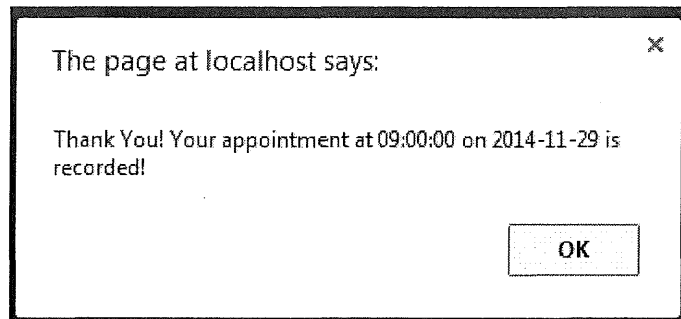 The page at localhost says:
Thank You! Your appointment at 09:00:00 on 2014-11-29 is
recorded!
OK